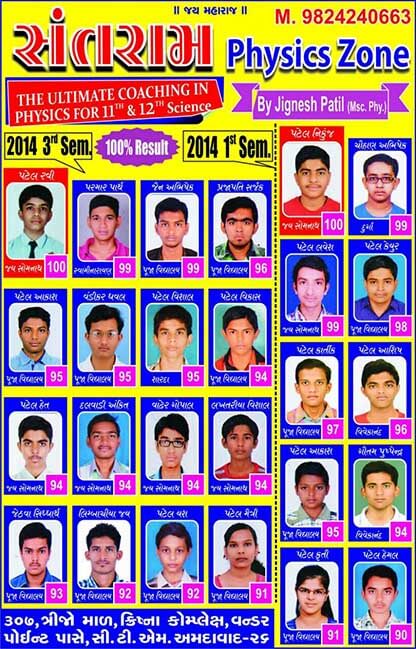 ॥ જય મહારાજ ॥
M. 9824240663
સંતરામ Physics Zone
THE ULTIMATE COACHING IN
PHYSICS FOR 11TH & 12TH Science
By Jignesh Patil (Msc. Phy.)
2014 3rd Sem. 100% Result 2014 1st Sem.
પટેલ રવી
જય સોમનાથ 100
પરમાર પાર્થ
સ્વામીનારાયણ 99
જૈન અભિષેક
પૂજા વિદ્યાલય 99
પ્રજાપતિ સજેક
પૂજા વિદ્યાલય 96
પટેલ આકાશ
પૂજા વિદ્યાલય 95
વંડીકર ધવલ
પૂજા વિદ્યાલય 95
પટેલ વિશાલ
શારદા 95
પટેલ વિકાસ
પૂજા વિદ્યાલય 94
પટેલ હેત
જય સોમનાથ 94
દલવાડી અંકિત
જય સોમનાથ 94
વાઢેર ગોપાલ
જય સોમનાથ 94
લખતરીયા વિશાલ
જય સોમનાથ 94
જેઠવા સિધ્ધાર્થ
પૂજા વિદ્યાલય 93
લિમ્બાચીયા જય
પૂજા વિદ્યાલય 92
પટેલ યશ
પૂજા વિદ્યાલય 92
પટેલ મૈત્રી
પૂજા વિદ્યાલય 91
પટેલ નિકુંજ
જય સોમનાથ 100
ચૌહાણ અભિષેક
દુર્ગા 99
પટેલ લવેશ
જય સોમનાથ 99
પટેલ કેયુર
પૂજા વિદ્યાલય 98
પટેલ કાર્તીક
પૂજા વિદ્યાલય 97
પટેલ આશિષ
વિવેકાનંદ 96
પટેલ આકાશ
પૂજા વિદ્યાલય 95
ગૌતમ પુષ્પેન્દ્ર
વિવેકાનંદ 94
પટેલ કૃતી
પૂજા વિદ્યાલય 91
પટેલ હેમલ
પૂજા વિદ્યાલય 90
૩૦૭, ત્રીજો માળ, ક્રિષ્ના કોમ્પ્લેક્ષ, વન્ડર
પોઈન્ટ પાસે, સી. ટી. એમ. અમદાવાદ-૨૬